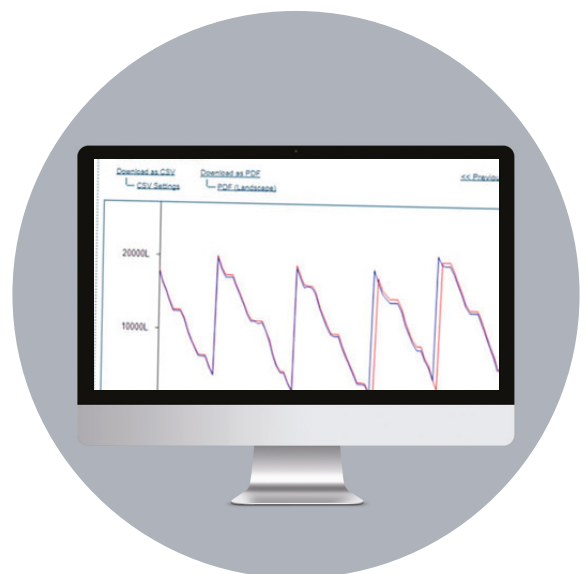 Download as CSV Download as PDF << Previou
CSV Settings PDF (Landscape)
20000L
10000L